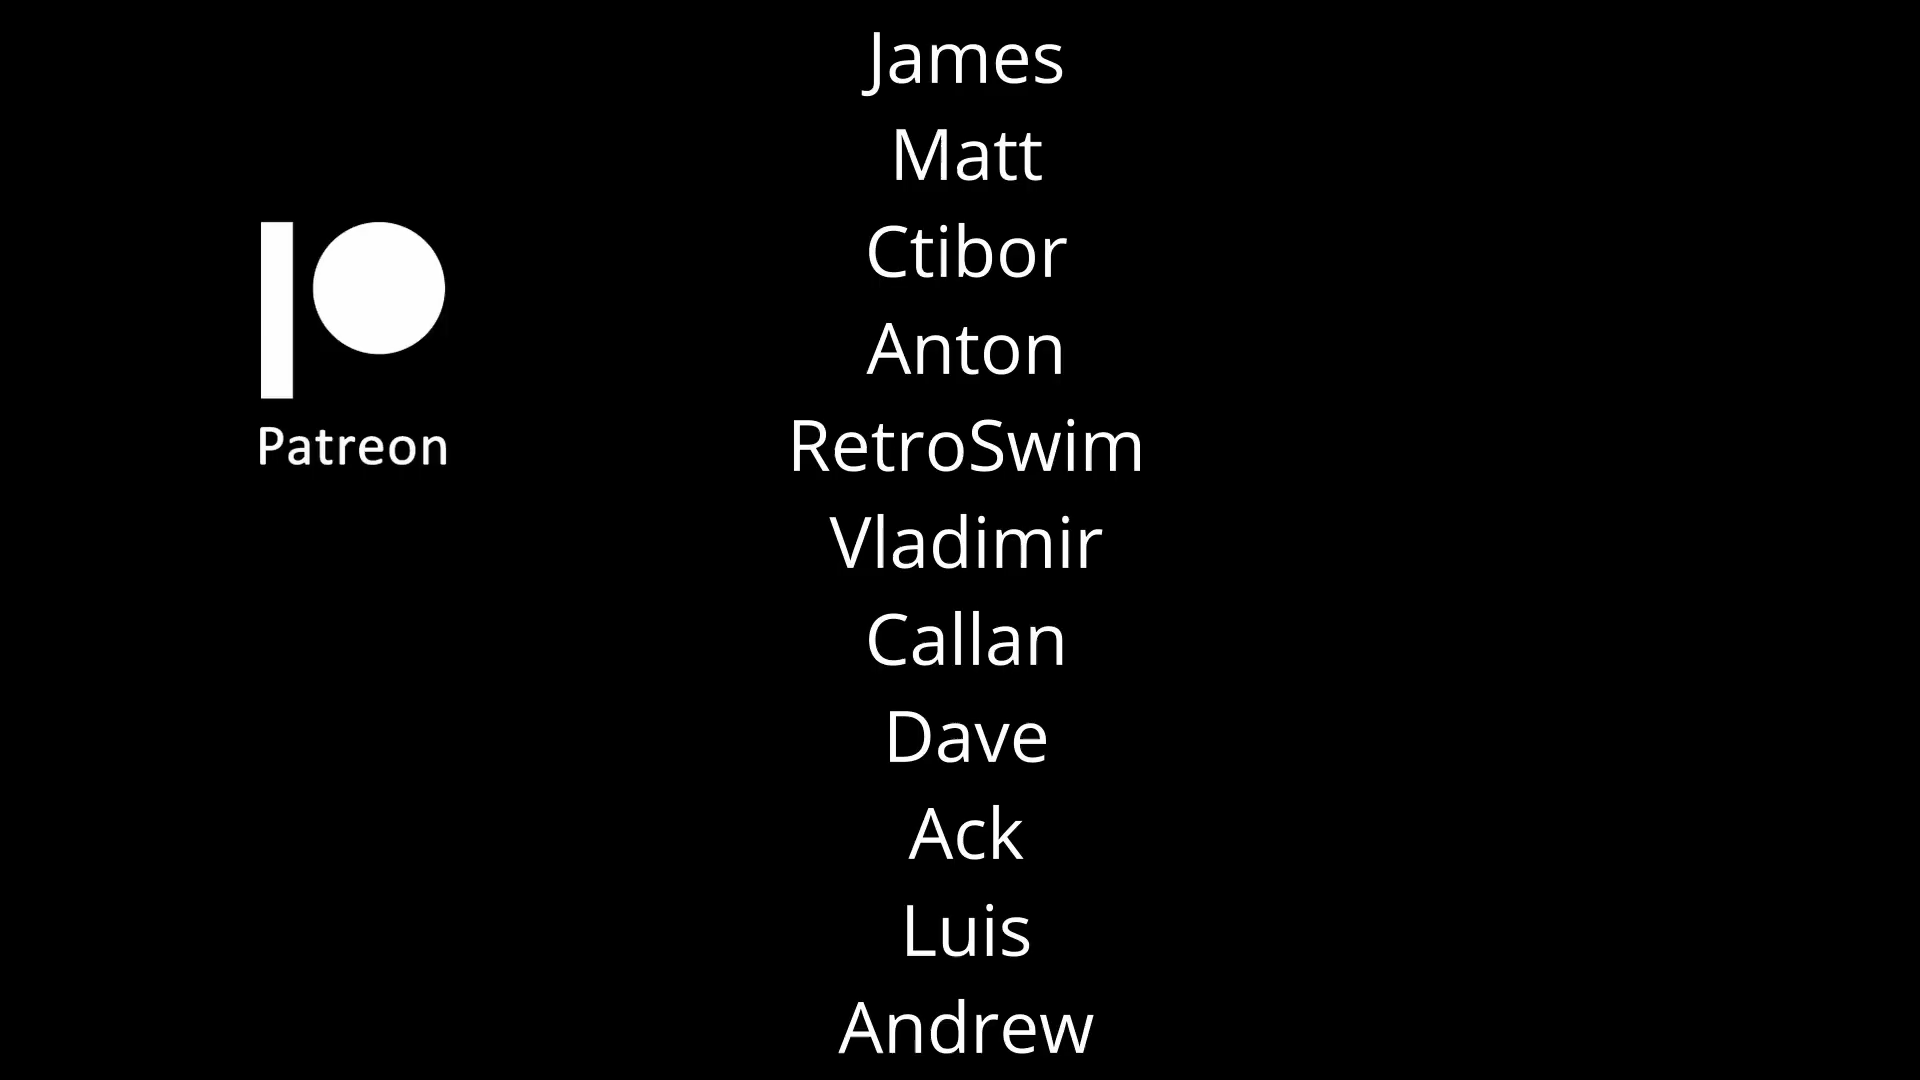 Patreon
James
Matt
Ctibor
Anton
RetroSwim
Vladimir
Callan
Dave
Ack
Luis
Andrew